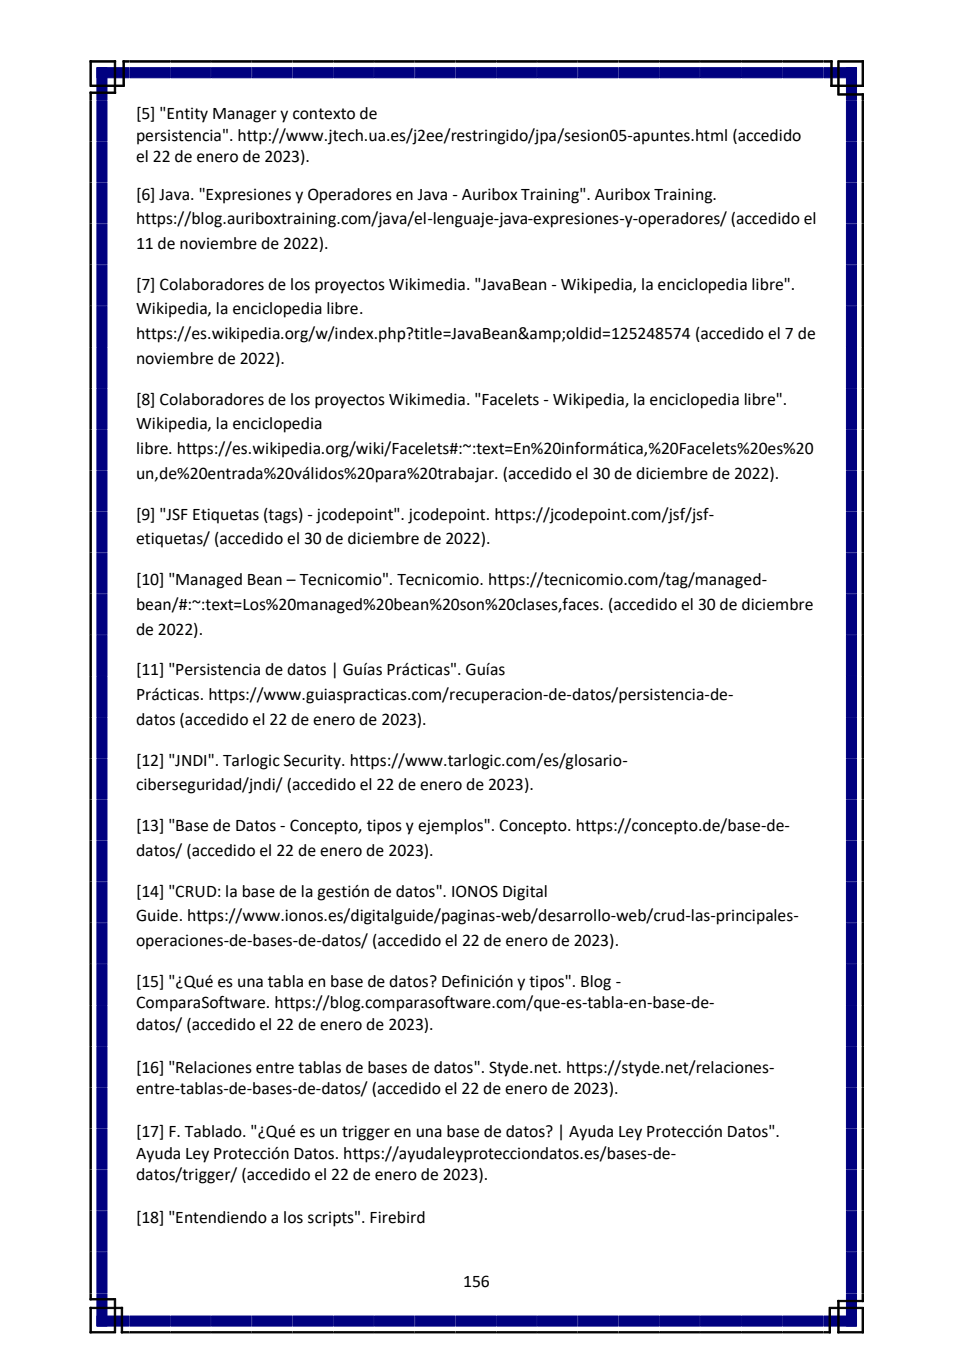 [5] "Entity Manager y contexto de
persistencia". http://www.jtech.ua.es/j2ee/restringido/jpa/sesion05-apuntes.html (accedido
el 22 de enero de 2023).
[6] Java. "Expresiones y Operadores en Java - Auribox Training". Auribox Training.
https://blog.auriboxtraining.com/java/el-lenguaje-java-expresiones-y-operadores/ (accedido el
11 de noviembre de 2022).
[7] Colaboradores de los proyectos Wikimedia. "JavaBean - Wikipedia, la enciclopedia libre".
Wikipedia, la enciclopedia libre.
https://es.wikipedia.org/w/index.php?title=JavaBean&amp;oldid=125248574 (accedido el 7 de
noviembre de 2022).
[8] Colaboradores de los proyectos Wikimedia. "Facelets - Wikipedia, la enciclopedia libre".
Wikipedia, la enciclopedia
libre. https://es.wikipedia.org/wiki/Facelets#:~:text=En%20informática,%20Facelets%20es%20
un,de%20entrada%20válidos%20para%20trabajar. (accedido el 30 de diciembre de 2022).
[9] "JSF Etiquetas (tags) - jcodepoint". jcodepoint. https://jcodepoint.com/jsf/jsf-
etiquetas/ (accedido el 30 de diciembre de 2022).
[10] "Managed Bean – Tecnicomio". Tecnicomio. https://tecnicomio.com/tag/managed-
bean/#:~:text=Los%20managed%20bean%20son%20clases,faces. (accedido el 30 de diciembre
de 2022).
[11] "Persistencia de datos | Guías Prácticas". Guías
Prácticas. https://www.guiaspracticas.com/recuperacion-de-datos/persistencia-de-
datos (accedido el 22 de enero de 2023).
[12] "JNDI". Tarlogic Security. https://www.tarlogic.com/es/glosario-
ciberseguridad/jndi/ (accedido el 22 de enero de 2023).
[13] "Base de Datos - Concepto, tipos y ejemplos". Concepto. https://concepto.de/base-de-
datos/ (accedido el 22 de enero de 2023).
[14] "CRUD: la base de la gestión de datos". IONOS Digital
Guide. https://www.ionos.es/digitalguide/paginas-web/desarrollo-web/crud-las-principales-
operaciones-de-bases-de-datos/ (accedido el 22 de enero de 2023).
[15] "¿Qué es una tabla en base de datos? Definición y tipos". Blog -
ComparaSoftware. https://blog.comparasoftware.com/que-es-tabla-en-base-de-
datos/ (accedido el 22 de enero de 2023).
[16] "Relaciones entre tablas de bases de datos". Styde.net. https://styde.net/relaciones-
entre-tablas-de-bases-de-datos/ (accedido el 22 de enero de 2023).
[17] F. Tablado. "¿Qué es un trigger en una base de datos? | Ayuda Ley Protección Datos".
Ayuda Ley Protección Datos. https://ayudaleyprotecciondatos.es/bases-de-
datos/trigger/ (accedido el 22 de enero de 2023).
[18] "Entendiendo a los scripts". Firebird
156